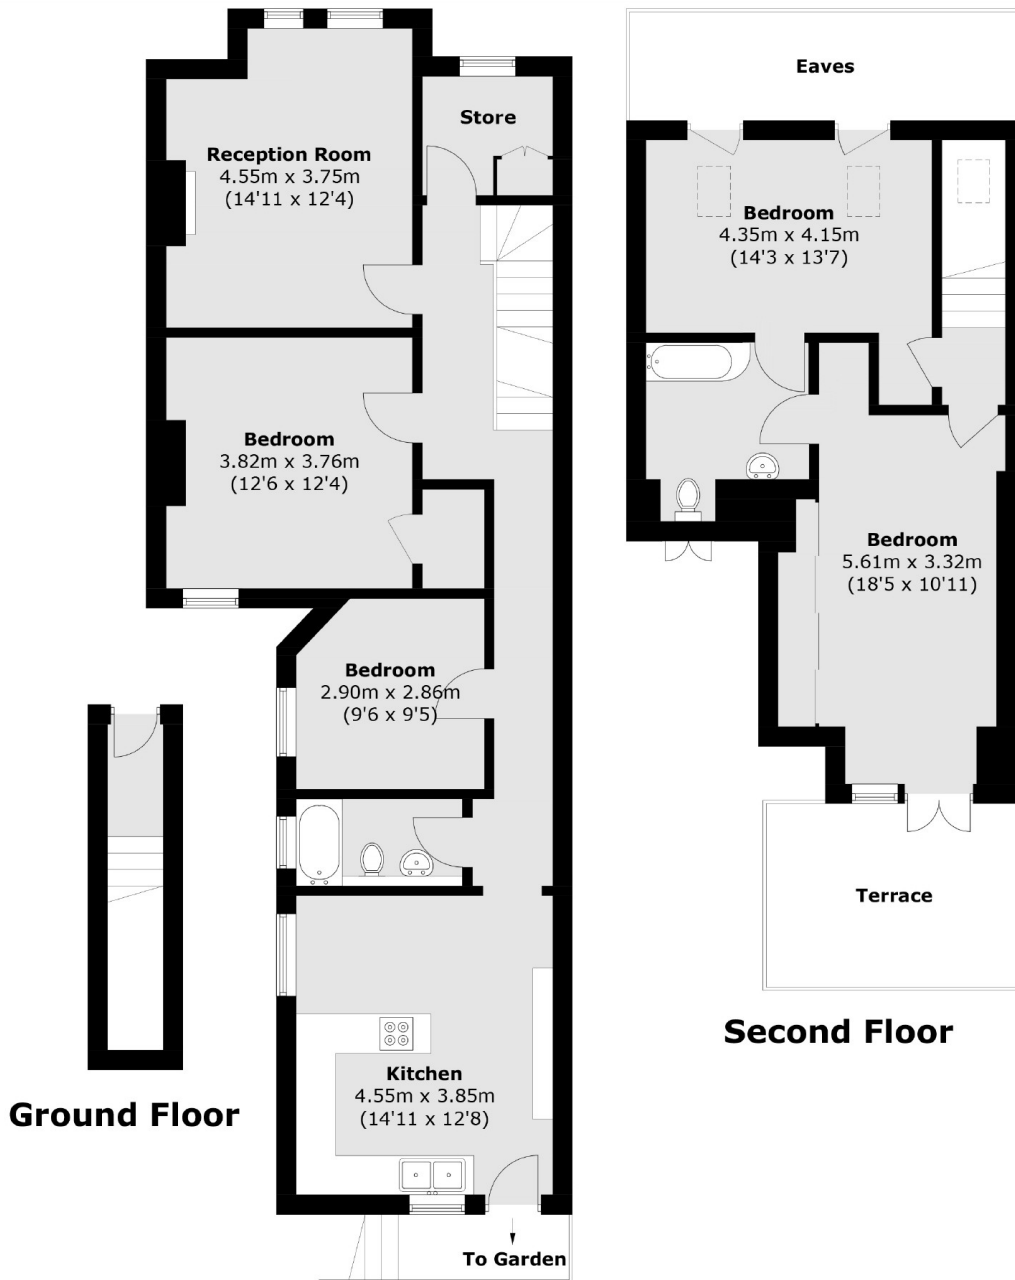 Reception Room
4.55m x 3.75m
(14'11 x 12'4)
Store
Bedroom
3.82m x 3.76m
(12'6 x 12'4)
Bedroom
2.90m x 2.86m
(9'6 x 9'5)
Kitchen
4.55m x 3.85m
(14'11 x 12'8)
To Garden
Ground Floor
Eaves
Bedroom
4.35m x 4.15m
(14'3 x 13'7)
Bedroom
5.61m x 3.32m
(18'5 x 10'11)
Terrace
Second Floor